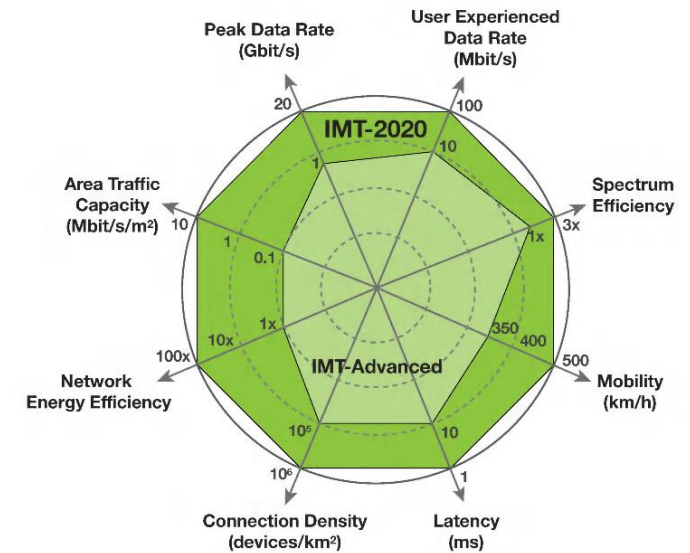 Peak Data Rate
(Gbit/s)
User Experienced
Data Rate
(Mbit/s)
20
100
IMT-2020
1
10
Area Traffic
Capacity
(Mbit/s/m²)
Spectrum
Efficiency
10
1
0.1
1x
3x
1x
10x
100x
350
400
500
Network
Energy Efficiency
IMT-Advanced
Mobility
(km/h)
10⁵
10
10⁶
1
Connection Density
(devices/km²)
Latency
(ms)